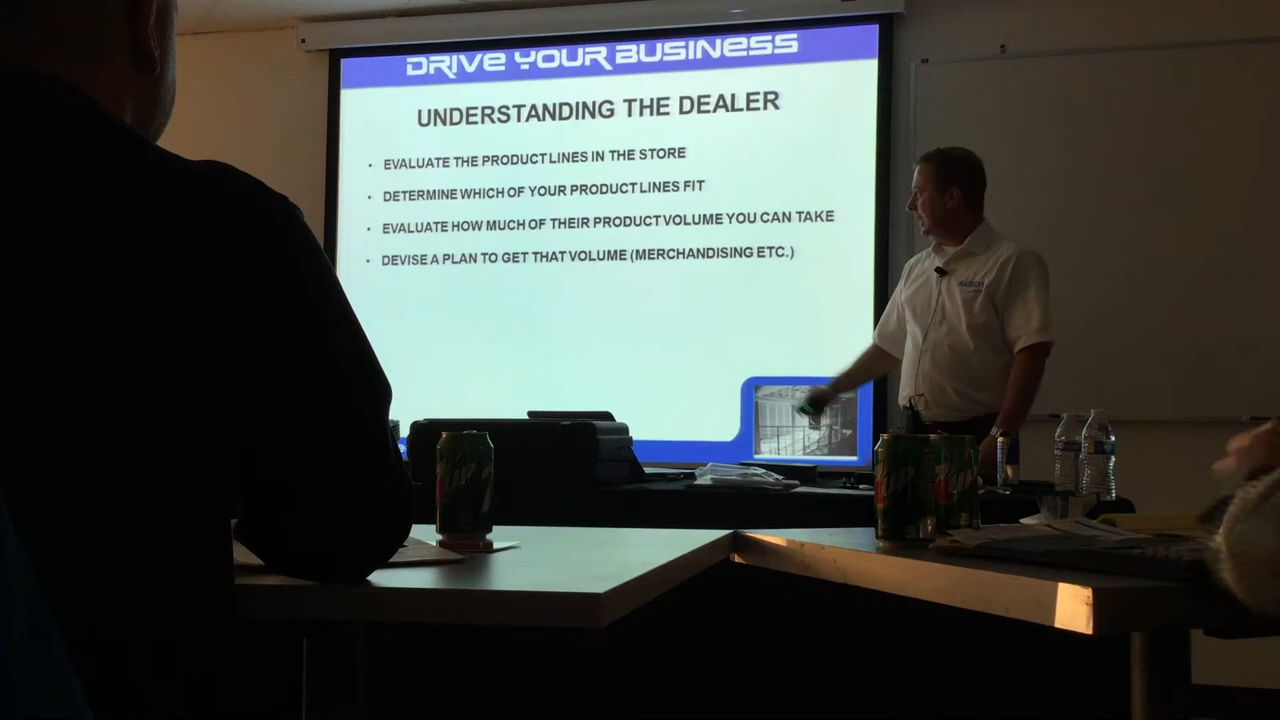 DRIVE YOUR BUSINESS
UNDERSTANDING THE DEALER
• EVALUATE THE PRODUCT LINES IN THE STORE
• DETERMINE WHICH OF YOUR PRODUCT LINES FIT
• EVALUATE HOW MUCH OF THEIR PRODUCT VOLUME YOU CAN TAKE
• DEVISE A PLAN TO GET THAT VOLUME (MERCHANDISING ETC.)